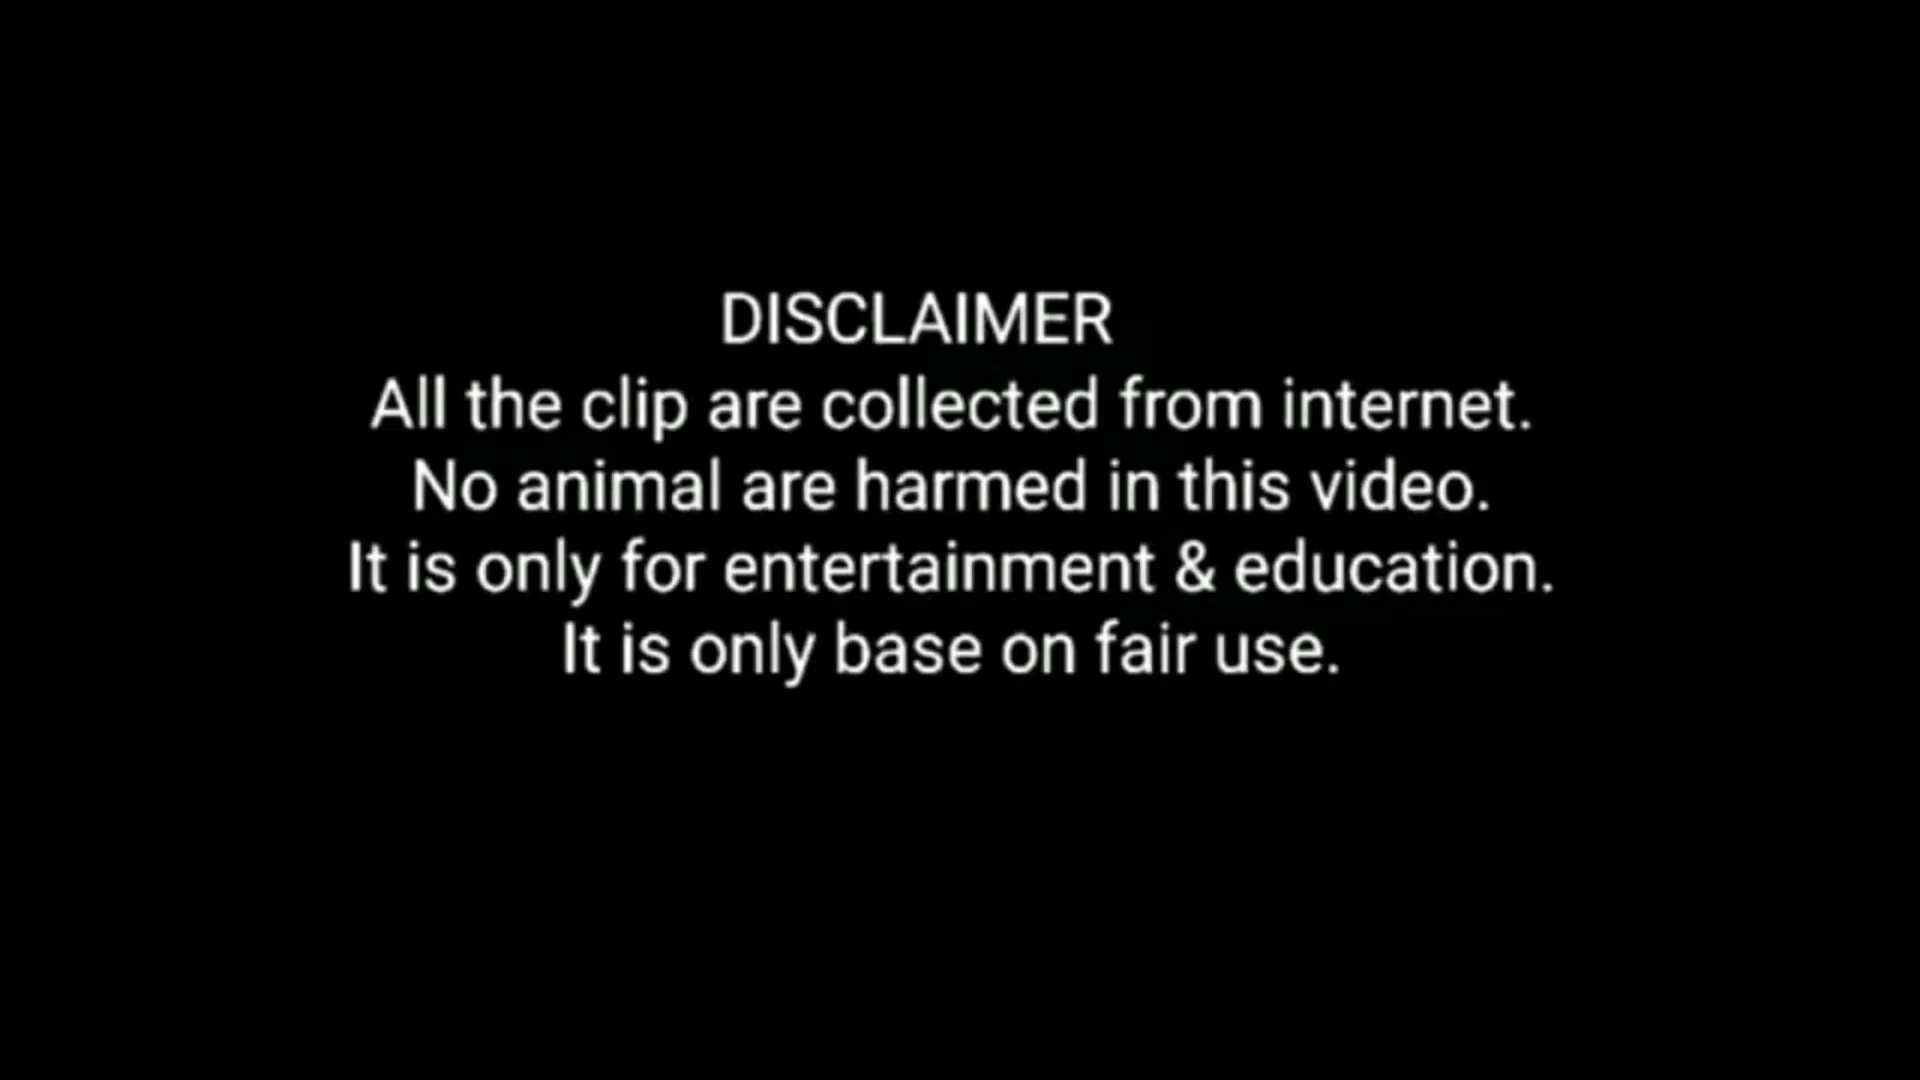 DISCLAIMER
All the clip are collected from internet.
No animal are harmed in this video.
It is only for entertainment & education.
It is only base on fair use.